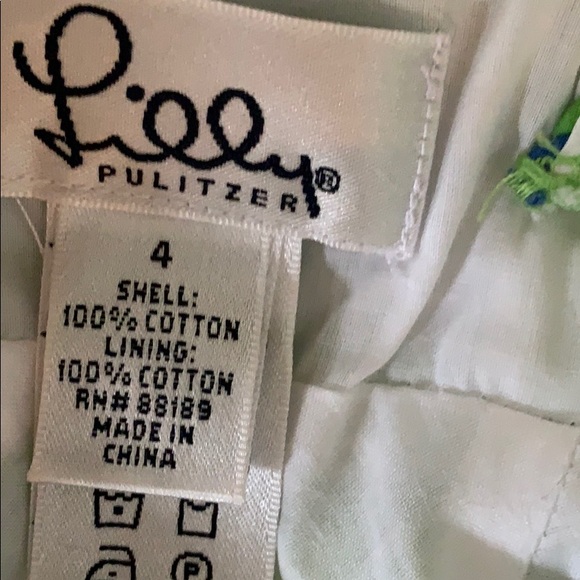 Lilly®
PULITZER
4
SHELL:
100% COTTON
LINING:
100% COTTON
RN# 88189
MADE IN
CHINA
P